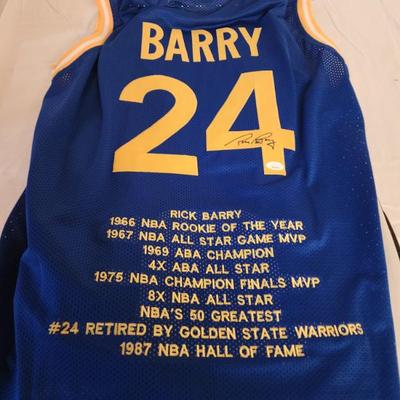 BARRY
24
RICK BARRY
1966 NBA ROOKIE OF THE YEAR
1967 NBA ALL STAR GAME MVP
1969 ABA CHAMPION
4X ABA ALL STAR
1975 NBA CHAMPION FINALS MVP
8X NBA ALL STAR
NBA'S 50 GREATEST
#24 RETIRED BY GOLDEN STATE WARRIORS
1987 NBA HALL OF FAME